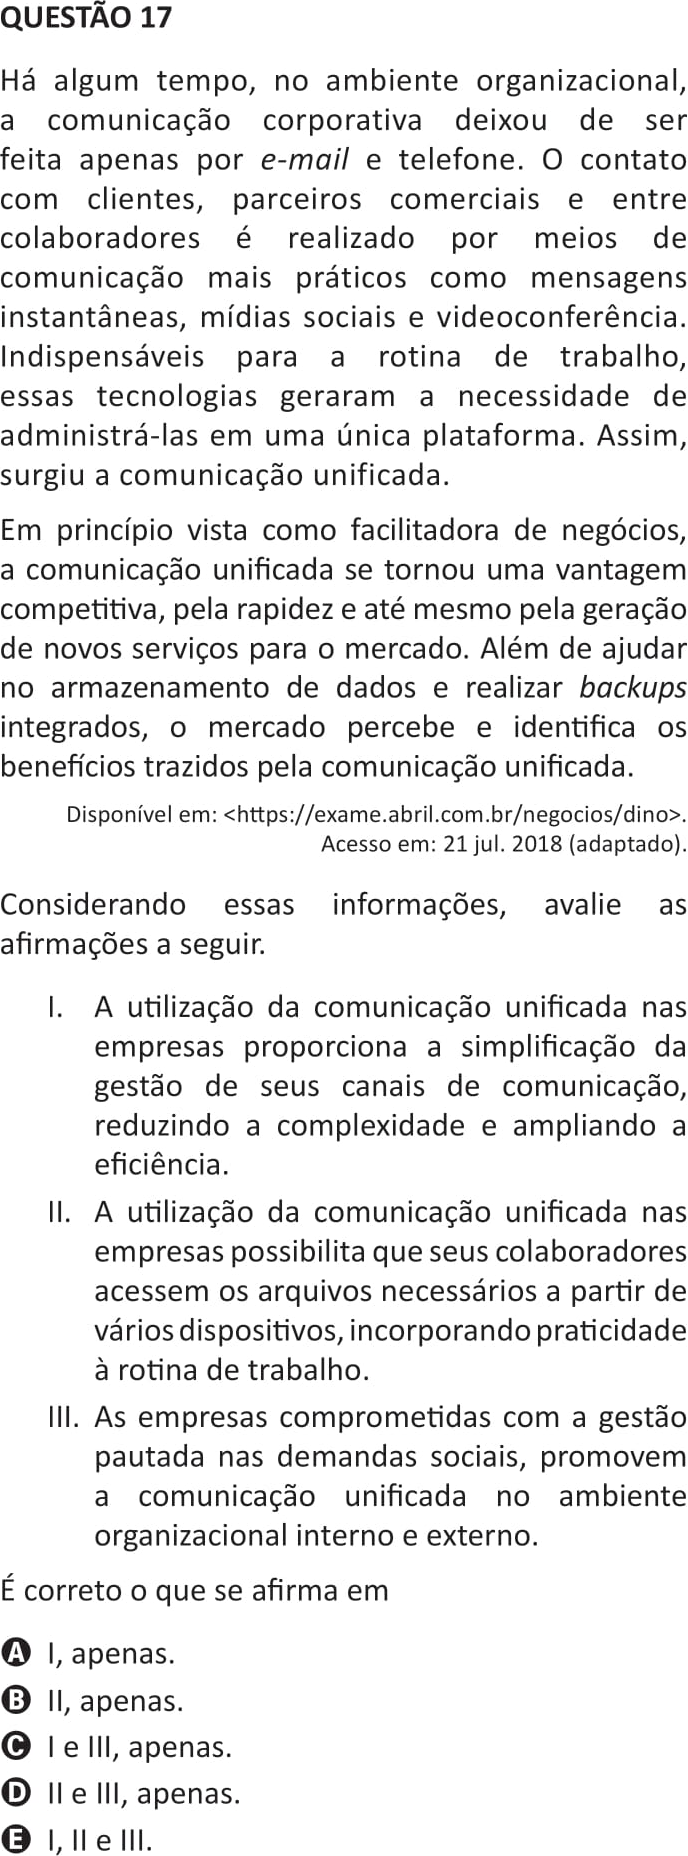 QUESTÃO 17
Há algum tempo, no ambiente organizacional,
a comunicação corporativa deixou de ser
feita apenas por e-mail e telefone. O contato
com clientes, parceiros comerciais e entre
colaboradores é realizado por meios de
comunicação mais práticos como mensagens
instantâneas, mídias sociais e videoconferência.
Indispensáveis para a rotina de trabalho,
essas tecnologias geraram a necessidade de
administrá-las em uma única plataforma. Assim,
surgiu a comunicação unificada.
Em princípio vista como facilitadora de negócios,
a comunicação unificada se tornou uma vantagem
competitiva, pela rapidez e até mesmo pela geração
de novos serviços para o mercado. Além de ajudar
no armazenamento de dados e realizar backups
integrados, o mercado percebe e identifica os
benefícios trazidos pela comunicação unificada.
Disponível em: <https://exame.abril.com.br/negocios/dino>.
Acesso em: 21 jul. 2018 (adaptado).
Considerando essas informações, avalie as
afirmações a seguir.
I. A utilização da comunicação unificada nas
empresas proporciona a simplificação da
gestão de seus canais de comunicação,
reduzindo a complexidade e ampliando a
eficiência.
II. A utilização da comunicação unificada nas
empresas possibilita que seus colaboradores
acessem os arquivos necessários a partir de
vários dispositivos, incorporando praticidade
à rotina de trabalho.
III. As empresas comprometidas com a gestão
pautada nas demandas sociais, promovem
a comunicação unificada no ambiente
organizacional interno e externo.
É correto o que se afirma em
A I, apenas.
B II, apenas.
C I e III, apenas.
D II e III, apenas.
E I, II e III.